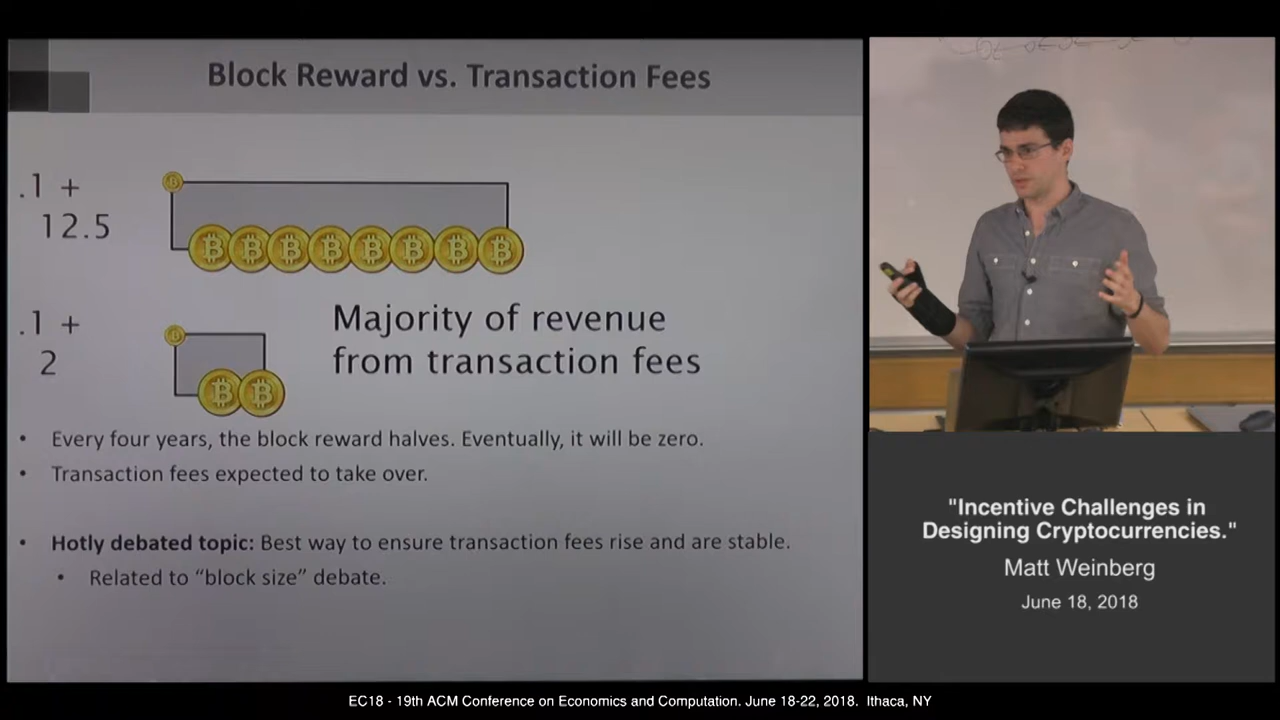 Block Reward vs. Transaction Fees
.1 +
12.5
.1 +
2
Majority of revenue
from transaction fees
• Every four years, the block reward halves. Eventually, it will be zero.
• Transaction fees expected to take over.
• Hotly debated topic: Best way to ensure transaction fees rise and are stable.
• Related to “block size” debate.
"Incentive Challenges in
Designing Cryptocurrencies."
Matt Weinberg
June 18, 2018
EC18 - 19th ACM Conference on Economics and Computation. June 18-22, 2018. Ithaca, NY